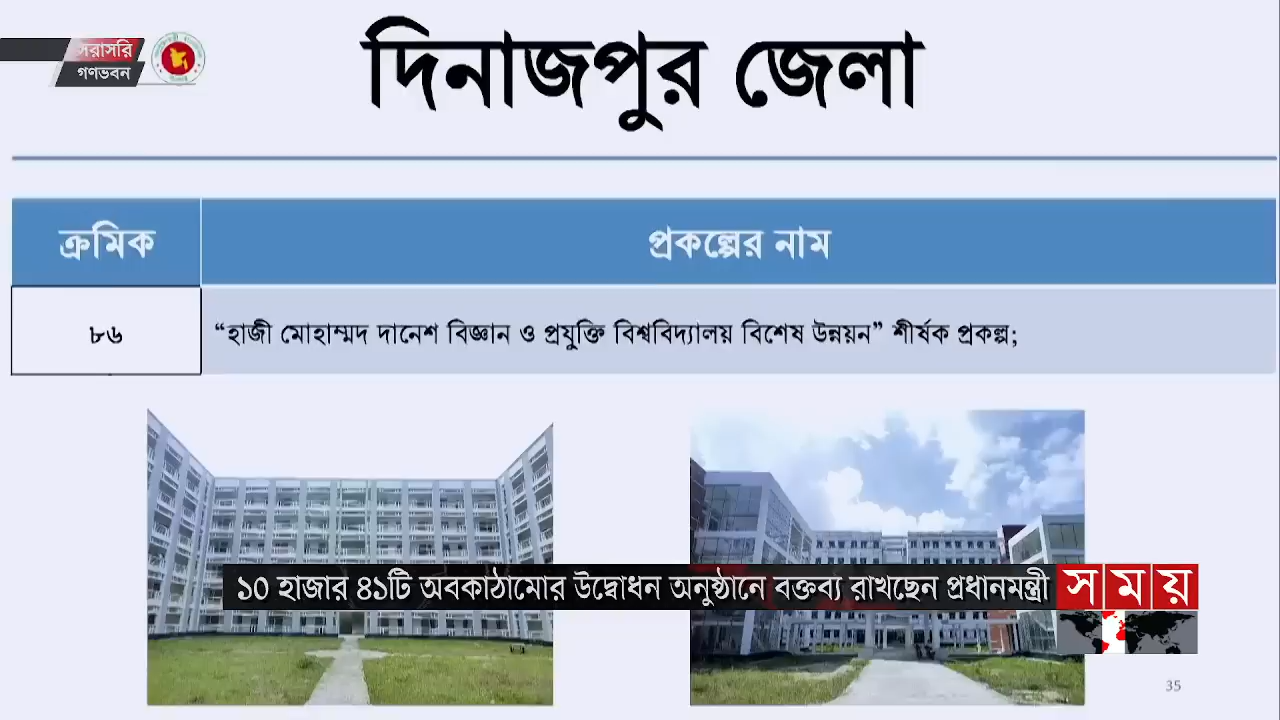 সরাসরি
গণভবন
দিনাজপুর জেলা
ক্রমিক
প্রকল্পের নাম
৮৬
“হাজী মোহাম্মদ দানেশ বিজ্ঞান ও প্রযুক্তি বিশ্ববিদ্যালয় বিশেষ উন্নয়ন” শীর্ষক প্রকল্প;
১০ হাজার ৪১টি অবকাঠামোর উদ্বোধন অনুষ্ঠানে বক্তব্য রাখছেন প্রধানমন্ত্রী
সময়
35